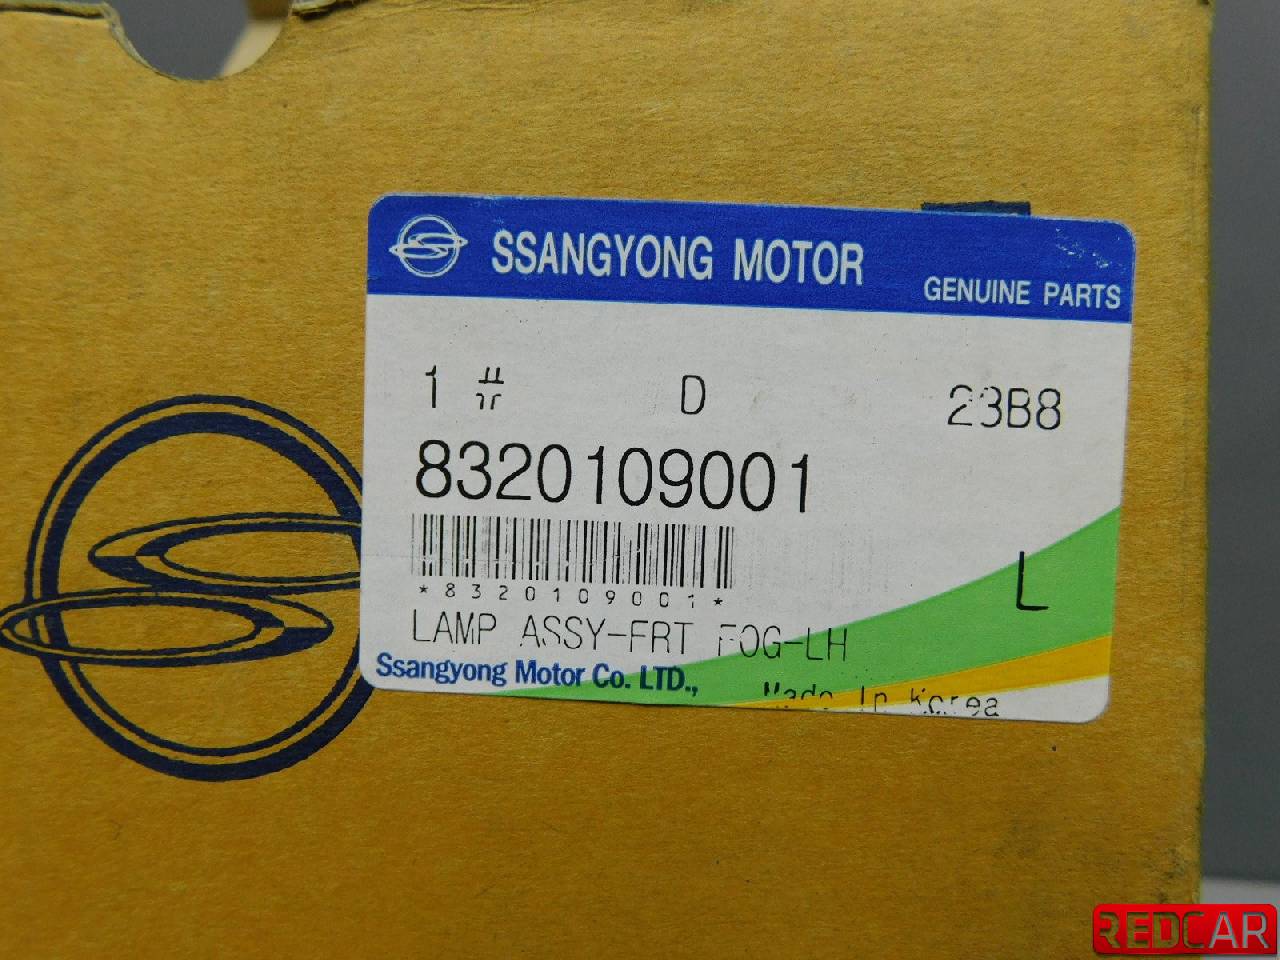 SSANGYONG MOTOR
GENUINE PARTS
1 # D 23B8
8320109001
*8320109001*
L
LAMP ASSY-FRT FOG-LH
Ssangyong Motor Co. LTD.,
Made In Korea
REDCAR